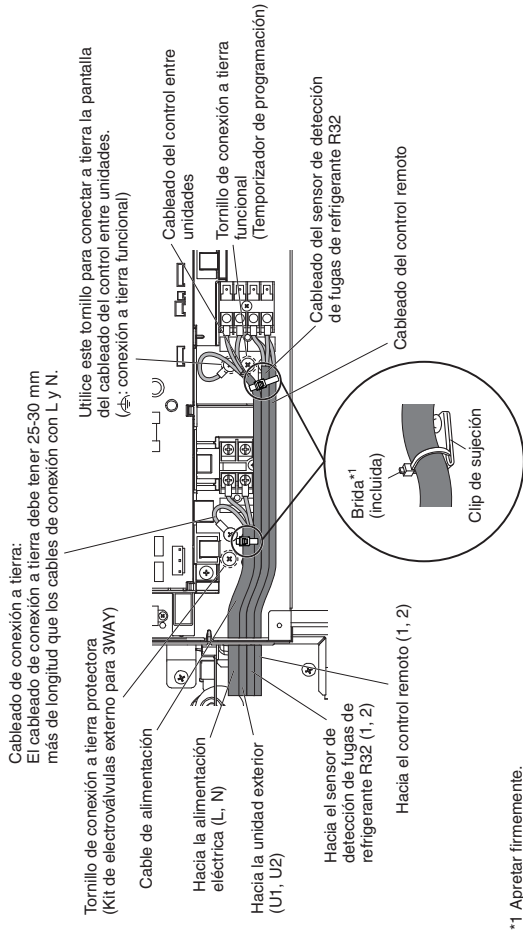 Cableado de conexión a tierra:
El cableado de conexión a tierra debe tener 25-30 mm
más de longitud que los cables de conexión con L y N.
Utilice este tornillo para conectar a tierra la pantalla
del cableado del control entre unidades.
(⏚: conexión a tierra funcional)
Tornillo de conexión a tierra protectora
(Kit de electroválvulas externo para 3WAY)
Cable de alimentación
Hacia la alimentación
eléctrica (L, N)
Hacia la unidad exterior
(U1, U2)
Hacia el sensor de
detección de fugas de
refrigerante R32 (1, 2)
Hacia el control remoto (1, 2)
Cableado del control entre
unidades
Tornillo de conexión a tierra
funcional
(Temporizador de programación)
Cableado del sensor de detección
de fugas de refrigerante R32
Cableado del control remoto
Brida*1
(incluida)
Clip de sujeción
*1 Apretar firmemente.